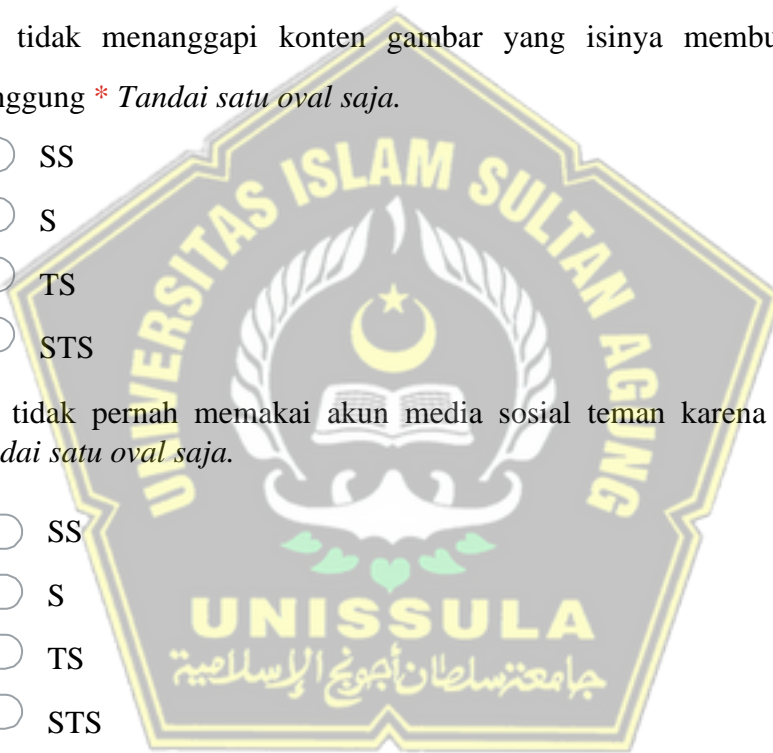 tidak menanggapi konten gambar yang isinya membu
nggung * Tandai satu oval saja.
SS
S
TS
STS
tidak pernah memakai akun media sosial teman karena
dai satu oval saja.
SS
S
TS
STS
UNIVERSITAS ISLAM SULTAN AGUNG
UNISSULA
جامعة سلطان أجونج الإسلامية